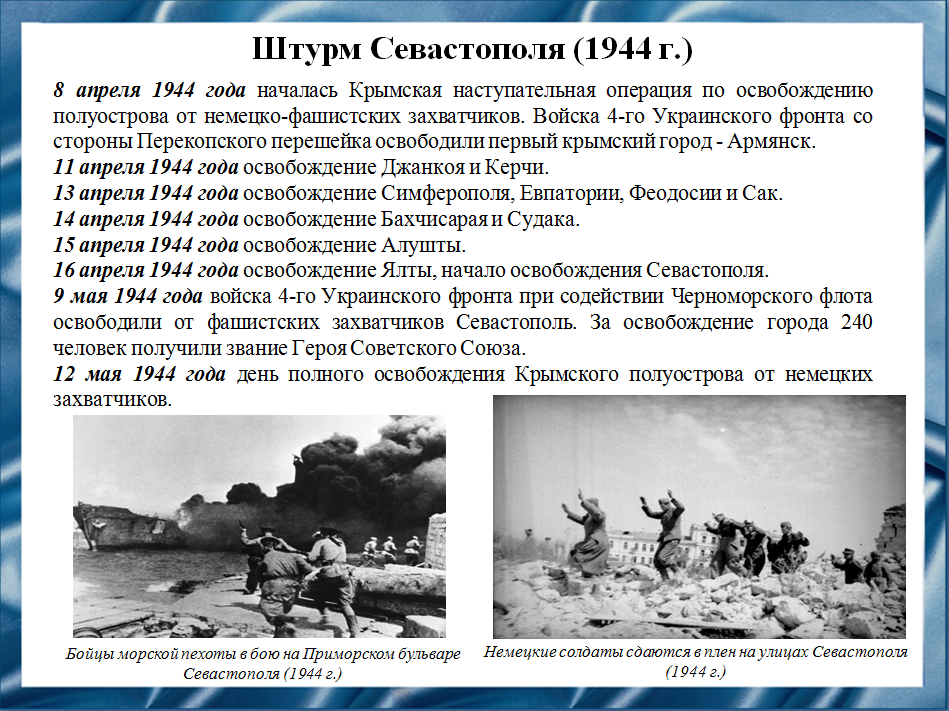 Штурм Севастополя (1944 г.)
8 апреля 1944 года началась Крымская наступательная операция по освобождению
полуострова от немецко-фашистских захватчиков. Войска 4-го Украинского фронта со
стороны Перекопского перешейка освободили первый крымский город - Армянск.
11 апреля 1944 года освобождение Джанкоя и Керчи.
13 апреля 1944 года освобождение Симферополя, Евпатории, Феодосии и Сак.
14 апреля 1944 года освобождение Бахчисарая и Судака.
15 апреля 1944 года освобождение Алушты.
16 апреля 1944 года освобождение Ялты, начало освобождения Севастополя.
9 мая 1944 года войска 4-го Украинского фронта при содействии Черноморского флота
освободили от фашистских захватчиков Севастополь. За освобождение города 240
человек получили звание Героя Советского Союза.
12 мая 1944 года день полного освобождения Крымского полуострова от немецких
захватчиков.
Бойцы морской пехоты в бою на Приморском бульваре
Севастополя (1944 г.)
Немецкие солдаты сдаются в плен на улицах Севастополя
(1944 г.)